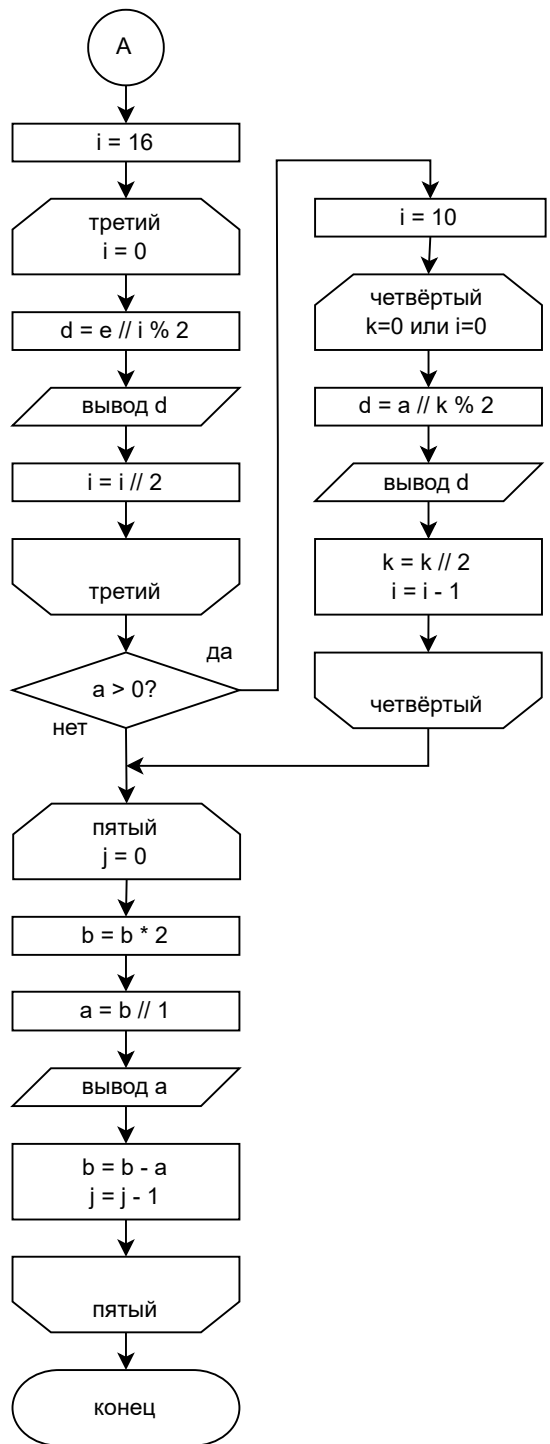 A
i = 16
третий
i = 0
d = e // i % 2
вывод d
i = i // 2
третий
a > 0?
да
нет
i = 10
четвёртый
k=0 или i=0
d = a // k % 2
вывод d
k = k // 2
i = i - 1
четвёртый
пятый
j = 0
b = b * 2
a = b // 1
вывод a
b = b - a
j = j - 1
пятый
конец